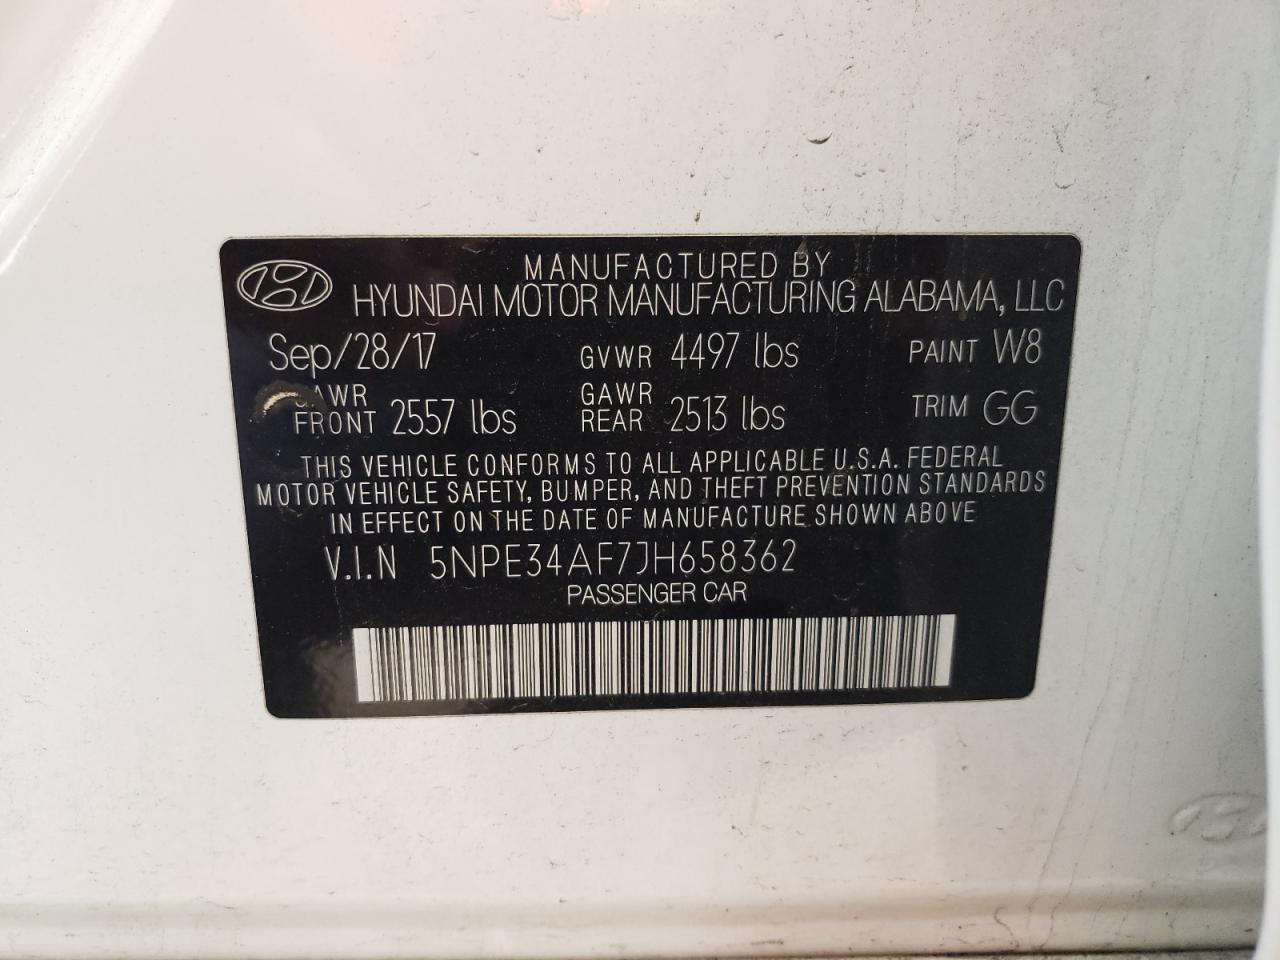 MANUFACTURED BY
HYUNDAI MOTOR MANUFACTURING ALABAMA, LLC
Sep/28/17 GVWR 4497 lbs PAINT W8
GAWR FRONT 2557 lbs GAWR REAR 2513 lbs TRIM GG
THIS VEHICLE CONFORMS TO ALL APPLICABLE U.S.A. FEDERAL
MOTOR VEHICLE SAFETY, BUMPER, AND THEFT PREVENTION STANDARDS
IN EFFECT ON THE DATE OF MANUFACTURE SHOWN ABOVE
V.I.N 5NPE34AF7JH658362
PASSENGER CAR